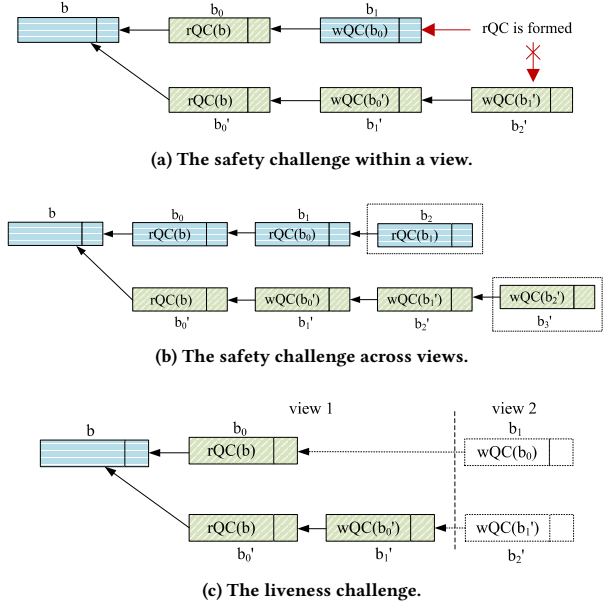 b b₀ b₁
rQC(b) wQC(b₀) rQC is formed
rQC(b) wQC(b₀') wQC(b₁')
b₀' b₁' b₂'
(a) The safety challenge within a view.
b b₀ b₁ b₂
rQC(b) rQC(b₀) rQC(b₁)
rQC(b) wQC(b₀') wQC(b₁') wQC(b₂')
b₀' b₁' b₂' b₃'
(b) The safety challenge across views.
view 1 view 2
b b₀ b₁
rQC(b) wQC(b₀)
rQC(b) wQC(b₀') wQC(b₁')
b₀' b₁' b₂'
(c) The liveness challenge.